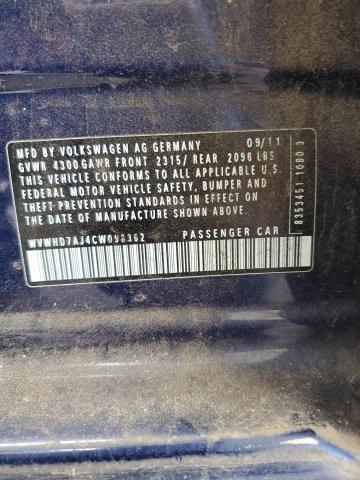 MFD BY VOLKSWAGEN AG GERMANY 09/11
GVWR 4300 GAWR FRONT 2315/ REAR 2096 LBS
THIS VEHICLE CONFORMS TO ALL APPLICABLE U.S.
FEDERAL MOTOR VEHICLE SAFETY, BUMPER AND
THEFT PREVENTION STANDARDS IN EFFECT ON
THE DATE OF MANUFACTURE SHOWN ABOVE.
WVWHD7AJ4CW098362 PASSENGER CAR
8353451 1080 3